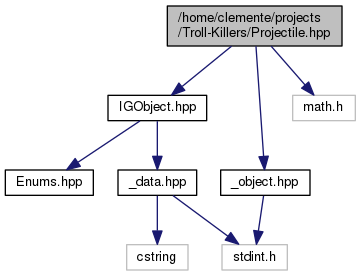 /home/clemente/projects
/Troll-Killers/Projectile.hpp
IGObject.hpp
math.h
Enums.hpp
_data.hpp
_object.hpp
cstring
stdint.h